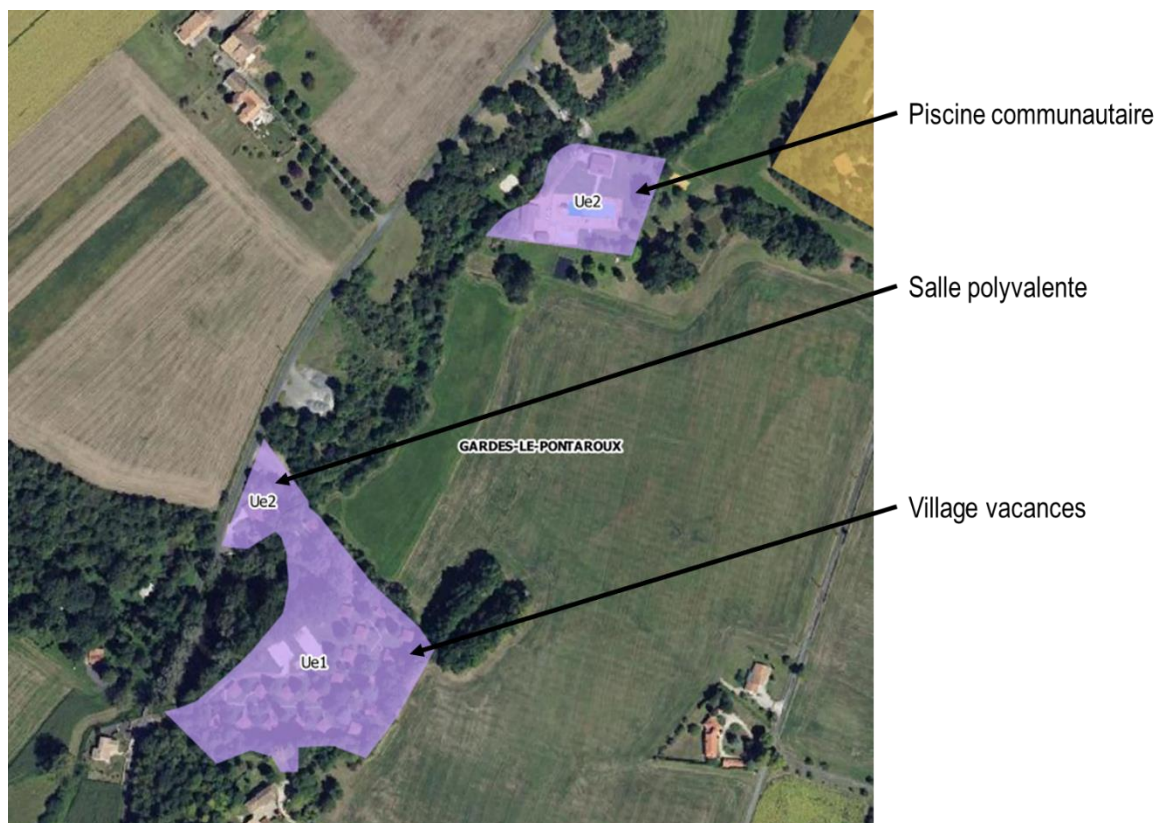 Piscine communautaire
Ue2
Salle polyvalente
GARDES-LE-PONTAROUX
Ue2
Village vacances
Ue1